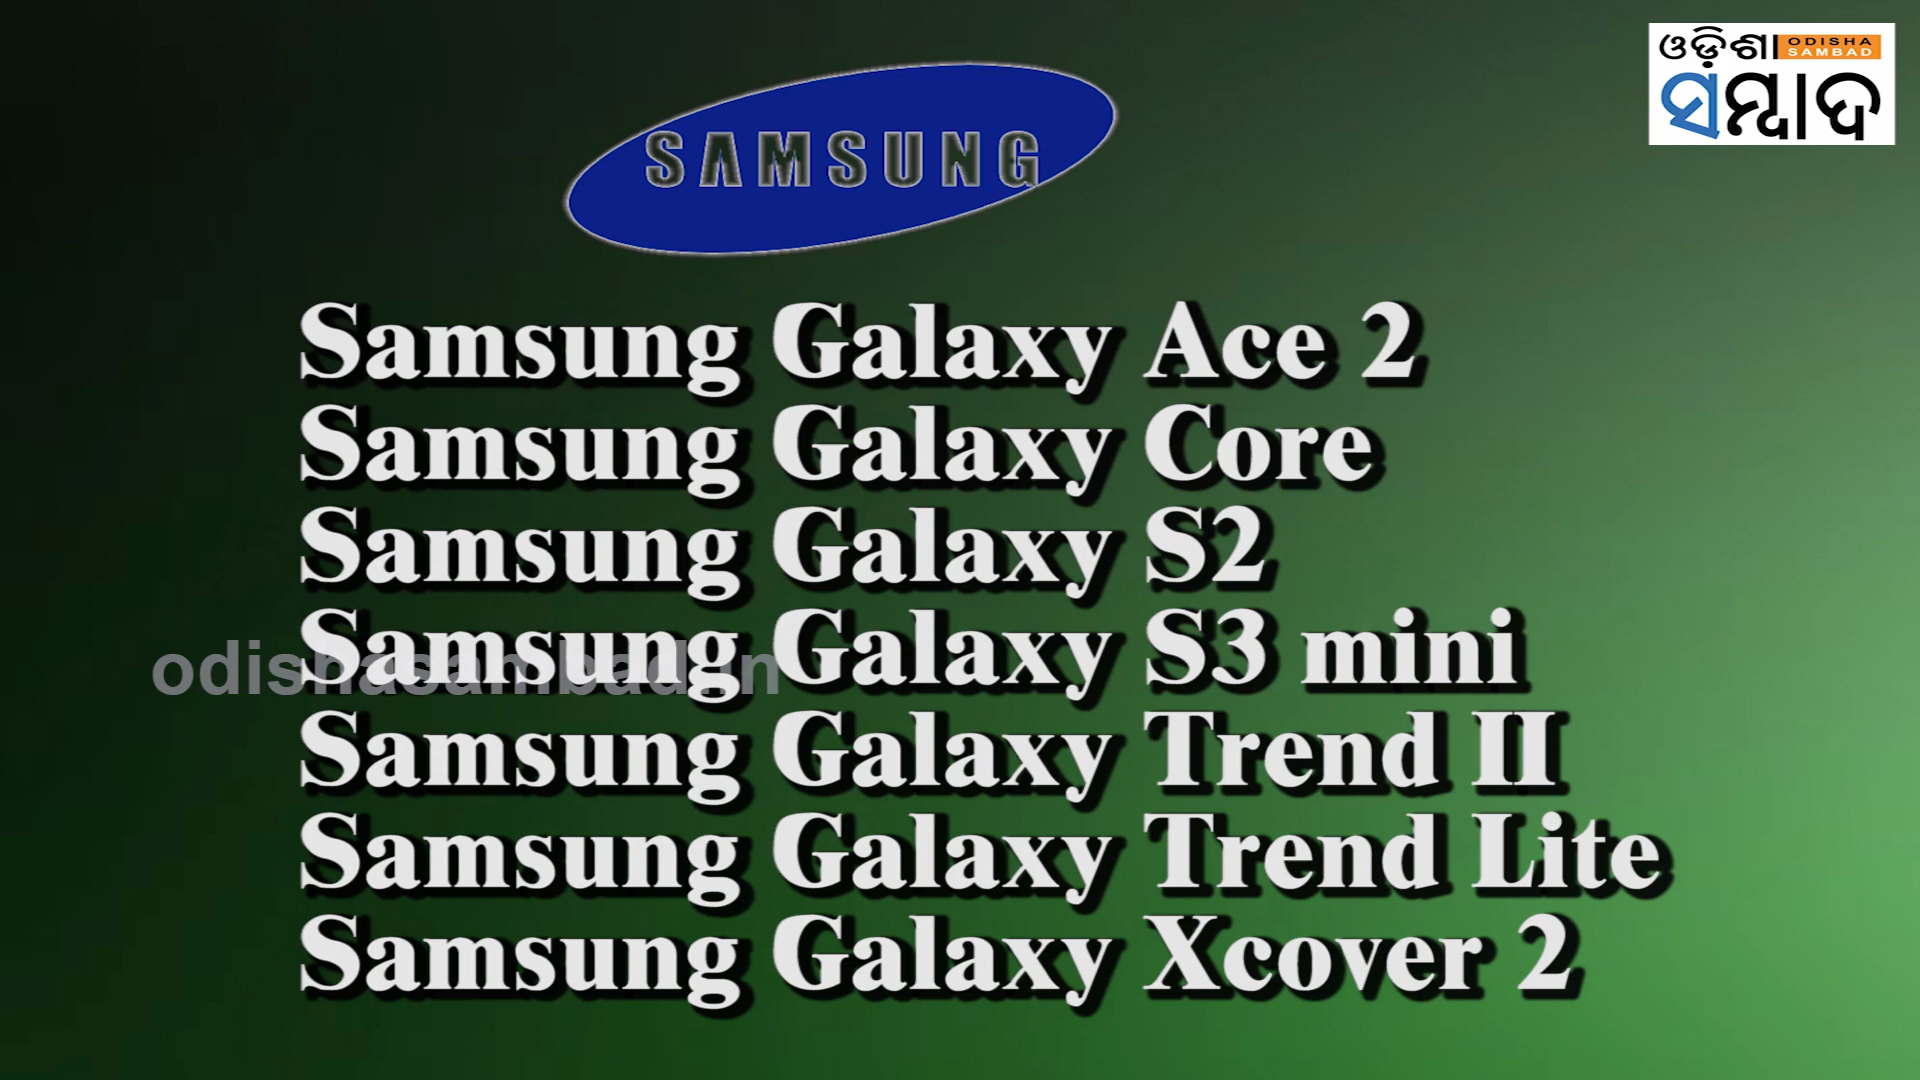 ଓଡ଼ିଶା ODISHA
SAMBAD
ସମ୍ବାଦ
SAMSUNG
Samsung Galaxy Ace 2
Samsung Galaxy Core
Samsung Galaxy S2
Samsung Galaxy S3 mini
odishasambad.in
Samsung Galaxy Trend II
Samsung Galaxy Trend Lite
Samsung Galaxy Xcover 2